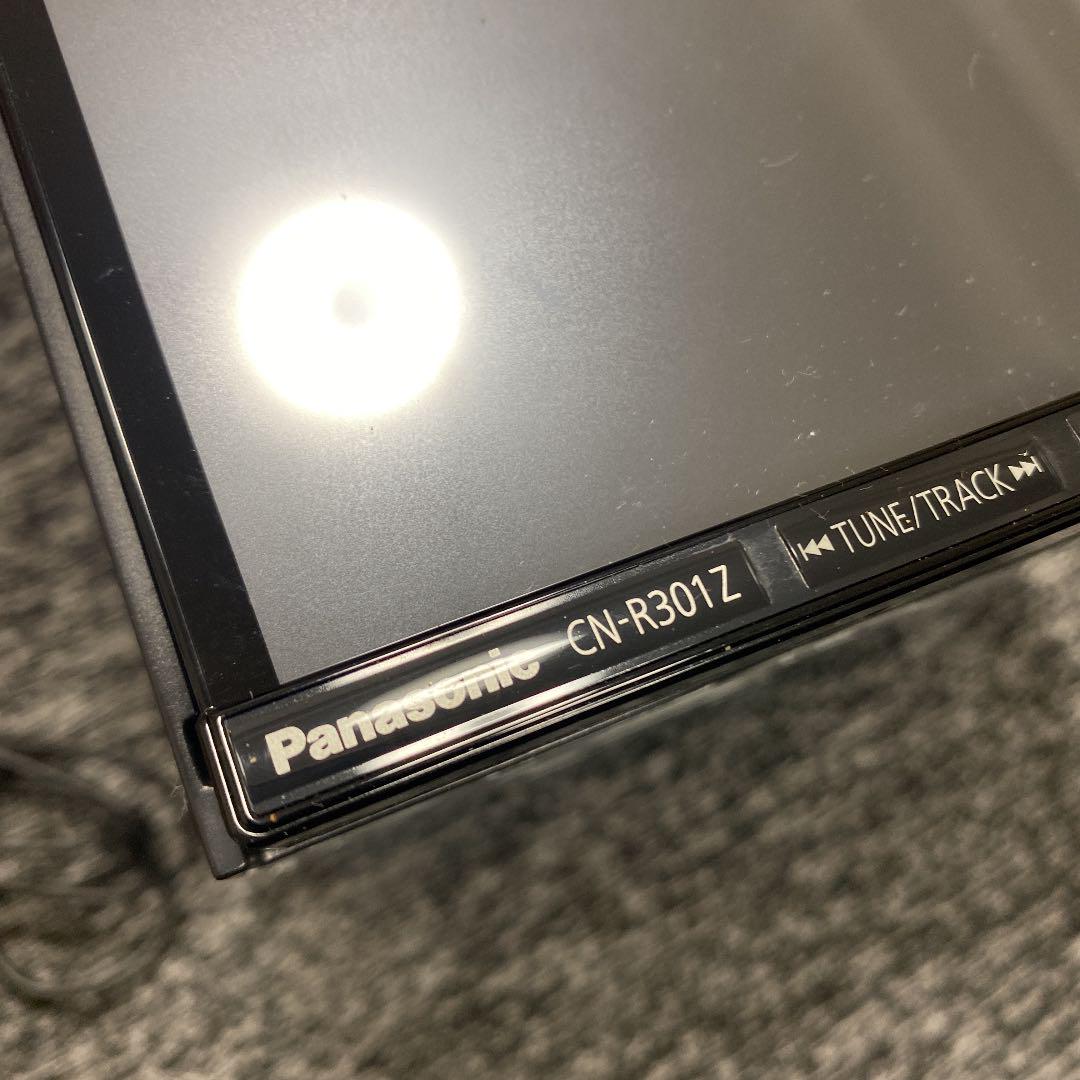 Panasonic CN-R301Z ⏮TUNE/TRACK⏭